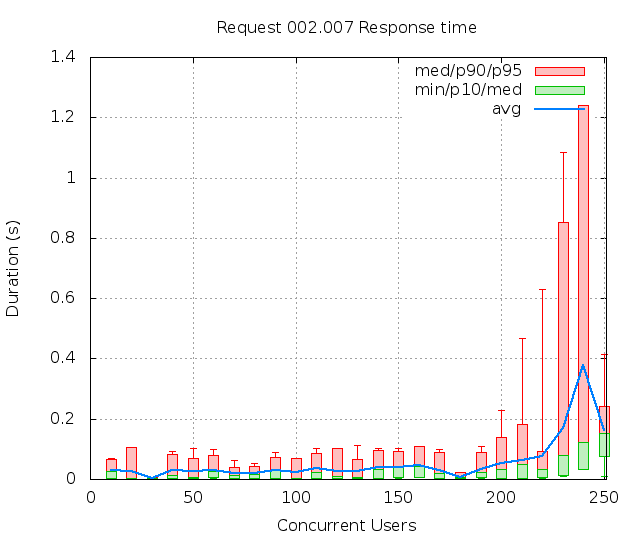 Request 002.007 Response time
med/p90/p95
min/p10/med
avg
Duration (s)
1.4
1.2
1
0.8
0.6
0.4
0.2
0
0 50 100 150 200 250
Concurrent Users